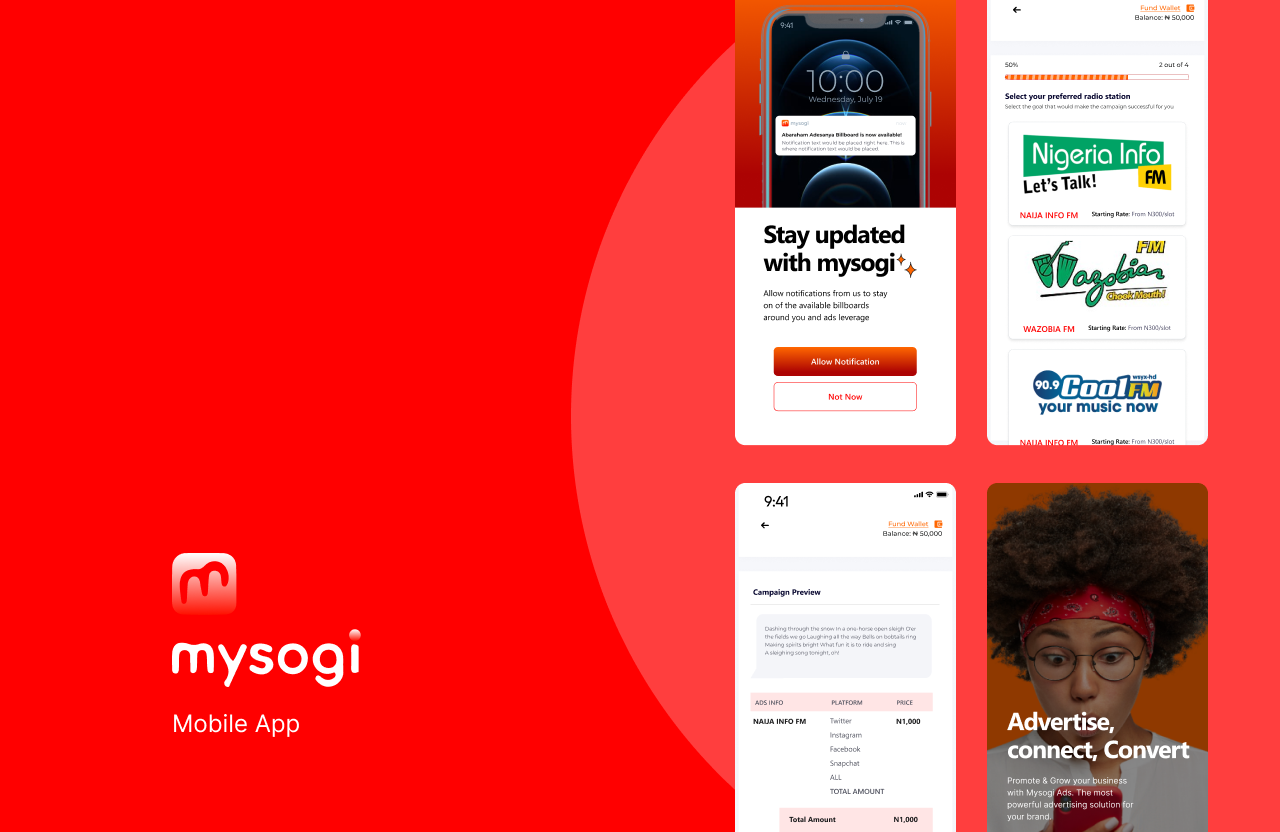 mysogi
Mobile App
9:41
10:00
Wednesday, July 19
mysogi
Abaraham Adesanya Billboard is now available!
Notification text would be placed right here. This is
where notification text would be placed.
Stay updated
with mysogi
Allow notifications from us to stay
on of the available billboards
around you and ads leverage
Allow Notification
Not Now
Fund Wallet
Balance: ₦ 50,000
50%
2 out of 4
Select your preferred radio station
Select the goal that would make the campaign successful for you
Nigeria Info
Let's Talk!
FM
NAIJA INFO FM
Starting Rate: From N300/slot
FM
Wazobia
Chook Mouth!
WAZOBIA FM
Starting Rate: From N300/slot
wsyx-hd
90.9 Cool FM
your music now
NAIJA INFO FM
Starting Rate: From N300/slot
9:41
Fund Wallet
Balance: ₦ 50,000
Campaign Preview
Dashing through the snow In a one-horse open sleigh O'er
the fields we go Laughing all the way Bells on bobtails ring
Making spirits bright What fun it is to ride and sing
A sleighing song tonight, oh!
ADS INFO PLATFORM PRICE
NAIJA INFO FM Twitter N1,000
Instagram
Facebook
Snapchat
ALL
TOTAL AMOUNT
Total Amount N1,000
Advertise,
connect, Convert
Promote & Grow your business
with Mysogi Ads. The most
powerful advertising solution for
your brand.